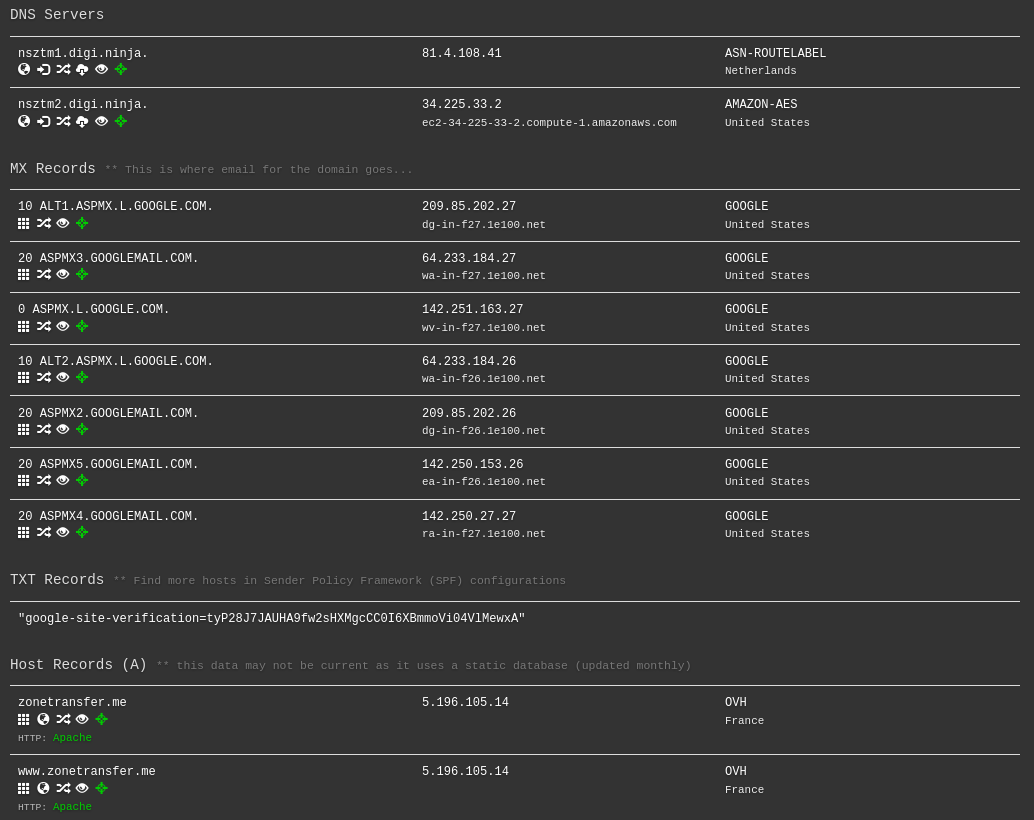 DNS Servers
nsztm1.digi.ninja. 81.4.108.41 ASN-ROUTELABEL
Netherlands
nsztm2.digi.ninja. 34.225.33.2 AMAZON-AES
ec2-34-225-33-2.compute-1.amazonaws.com United States
MX Records ** This is where email for the domain goes...
10 ALT1.ASPMX.L.GOOGLE.COM. 209.85.202.27 GOOGLE
dg-in-f27.1e100.net United States
20 ASPMX3.GOOGLEMAIL.COM. 64.233.184.27 GOOGLE
wa-in-f27.1e100.net United States
0 ASPMX.L.GOOGLE.COM. 142.251.163.27 GOOGLE
wv-in-f27.1e100.net United States
10 ALT2.ASPMX.L.GOOGLE.COM. 64.233.184.26 GOOGLE
wa-in-f26.1e100.net United States
20 ASPMX2.GOOGLEMAIL.COM. 209.85.202.26 GOOGLE
dg-in-f26.1e100.net United States
20 ASPMX5.GOOGLEMAIL.COM. 142.250.153.26 GOOGLE
ea-in-f26.1e100.net United States
20 ASPMX4.GOOGLEMAIL.COM. 142.250.27.27 GOOGLE
ra-in-f27.1e100.net United States
TXT Records ** Find more hosts in Sender Policy Framework (SPF) configurations
"google-site-verification=tyP28J7JAUHA9fw2sHXMgcCC0I6XBmmoVi04VlMewxA"
Host Records (A) ** this data may not be current as it uses a static database (updated monthly)
zonetransfer.me 5.196.105.14 OVH
France
HTTP: Apache
www.zonetransfer.me 5.196.105.14 OVH
France
HTTP: Apache